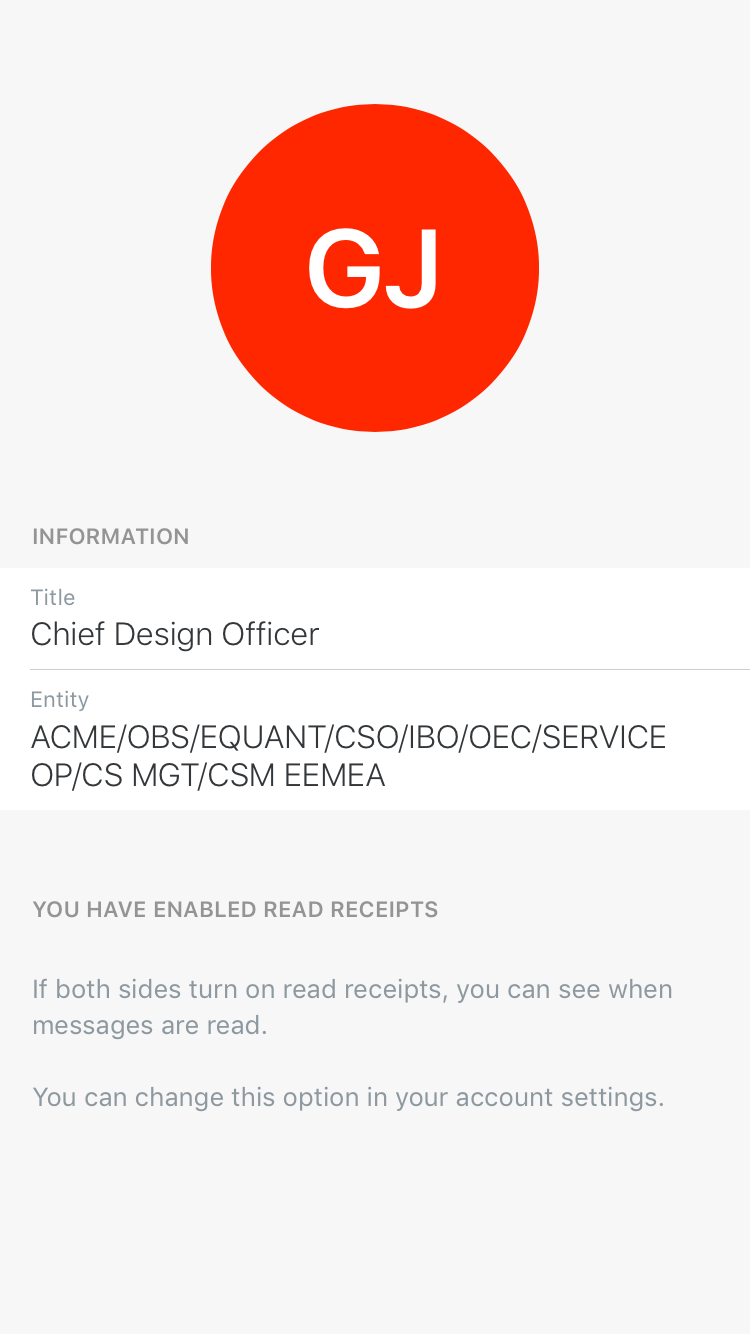 GJ
INFORMATION
Title
Chief Design Officer
Entity
ACME/OBS/EQUANT/CSO/IBO/OEC/SERVICE
OP/CS MGT/CSM EEMEA
YOU HAVE ENABLED READ RECEIPTS
If both sides turn on read receipts, you can see when
messages are read.
You can change this option in your account settings.